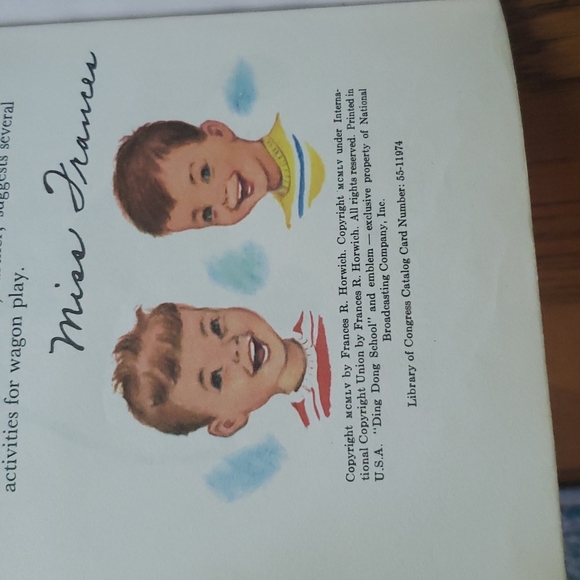 suggests several
activities for wagon play.
Miss Frances
Copyright MCMLV by Frances R. Horwich. Copyright MCMLV under Interna-
tional Copyright Union by Frances R. Horwich. All rights reserved. Printed in
U.S.A. "Ding Dong School" and emblem — exclusive property of National
Broadcasting Company, Inc.
Library of Congress Catalog Card Number: 55-11974